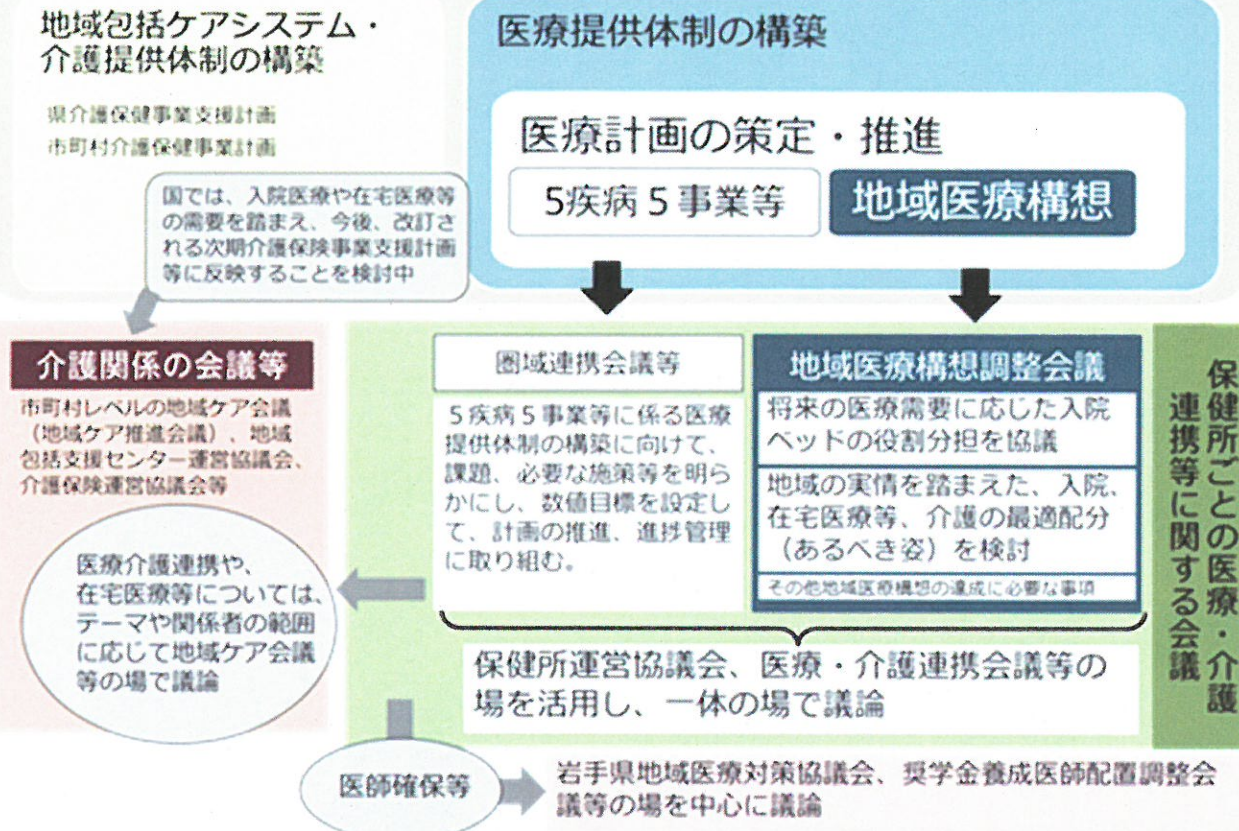 地域包括ケアシステム・
介護提供体制の構築
県介護保健事業支援計画
市町村介護保健事業計画
国では、入院医療や在宅医療等
の需要を踏まえ、今後、改訂さ
れる次期介護保険事業支援計画
等に反映することを検討中
医療提供体制の構築
医療計画の策定・推進
5疾病5事業等
地域医療構想
介護関係の会議等
市町村レベルの地域ケア会議
（地域ケア推進会議）、地域
包括支援センター運営協議会、
介護保険運営協議会等
医療介護連携や、
在宅医療等については、
テーマや関係者の範囲
に応じて地域ケア会議
等の場で議論
圏域連携会議等
5疾病5事業等に係る医療
提供体制の構築に向けて、
課題、必要な施策等を明ら
かにし、数値目標を設定し
て、計画の推進、進捗管理
に取り組む。
地域医療構想調整会議
将来の医療需要に応じた入院
ベッドの役割分担を協議
地域の実情を踏まえた、入院、
在宅医療等、介護の最適配分
（あるべき姿）を検討
その他地域医療構想の達成に必要な事項
保健所ごとの医療・介護
連携等に関する会議
保健所運営協議会、医療・介護連携会議等の
場を活用し、一体の場で議論
医師確保等
岩手県地域医療対策協議会、奨学金養成医師配置調整会
議等の場を中心に議論